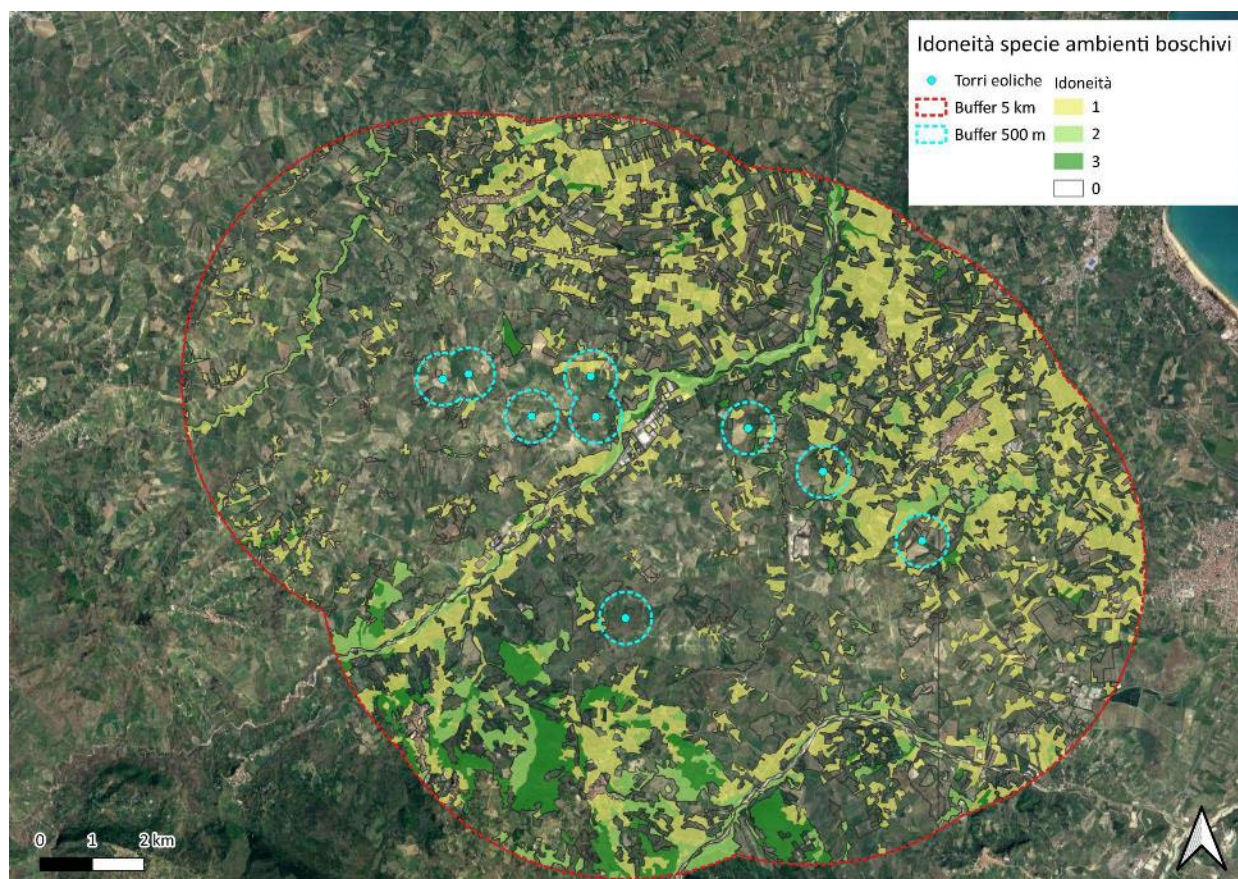 Idoneità specie ambienti boschivi
Torri eoliche
Buffer 5 km
Buffer 500 m
Idoneità
1
2
3
0
0 1 2 km